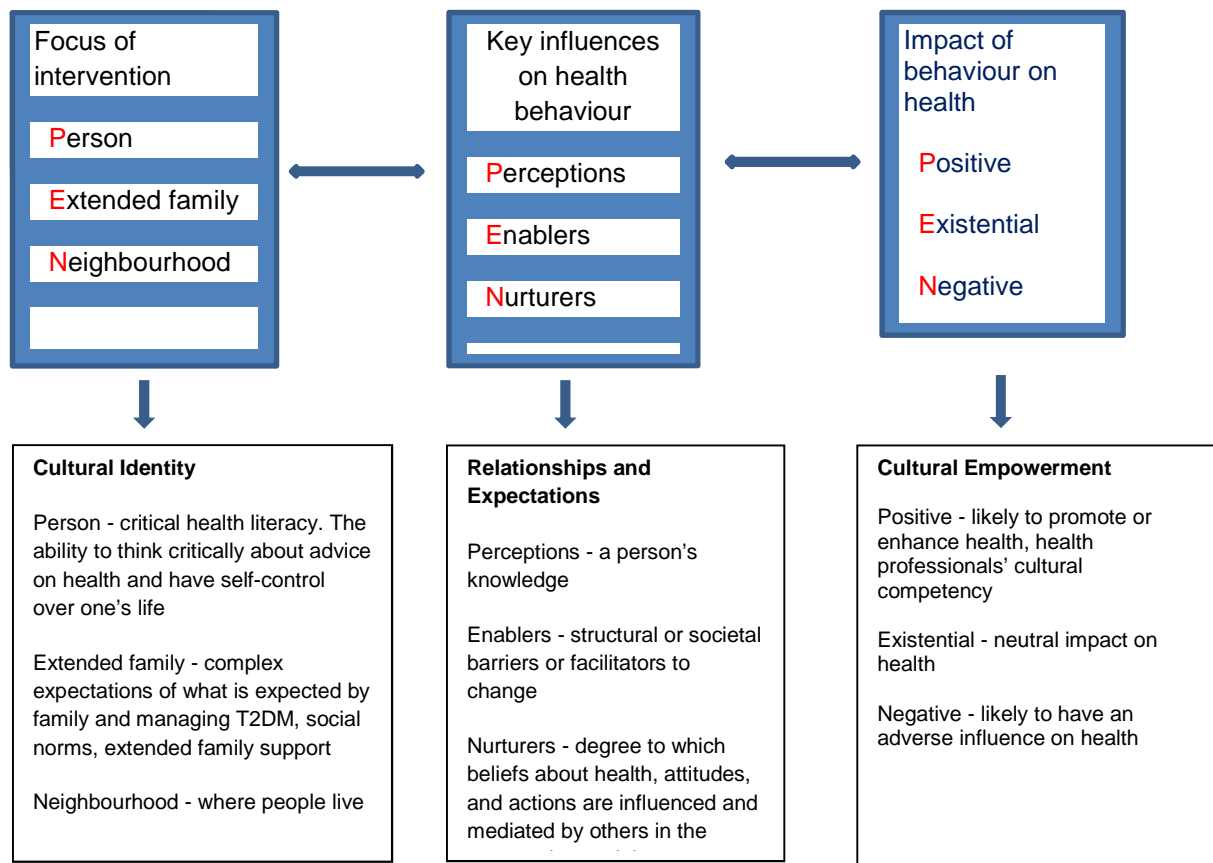 Focus of
intervention
Person
Extended family
Neighbourhood
Key influences
on health
behaviour
Perceptions
Enablers
Nurturers
Impact of
behaviour on
health
Positive
Existential
Negative
Cultural Identity
Person - critical health literacy. The
ability to think critically about advice
on health and have self-control
over one's life
Extended family - complex
expectations of what is expected by
family and managing T2DM, social
norms, extended family support
Neighbourhood - where people live
Relationships and
Expectations
Perceptions - a person's
knowledge
Enablers - structural or societal
barriers or facilitators to
change
Nurturers - degree to which
beliefs about health, attitudes,
and actions are influenced and
mediated by others in the
Cultural Empowerment
Positive - likely to promote or
enhance health, health
professionals' cultural
competency
Existential - neutral impact on
health
Negative - likely to have an
adverse influence on health